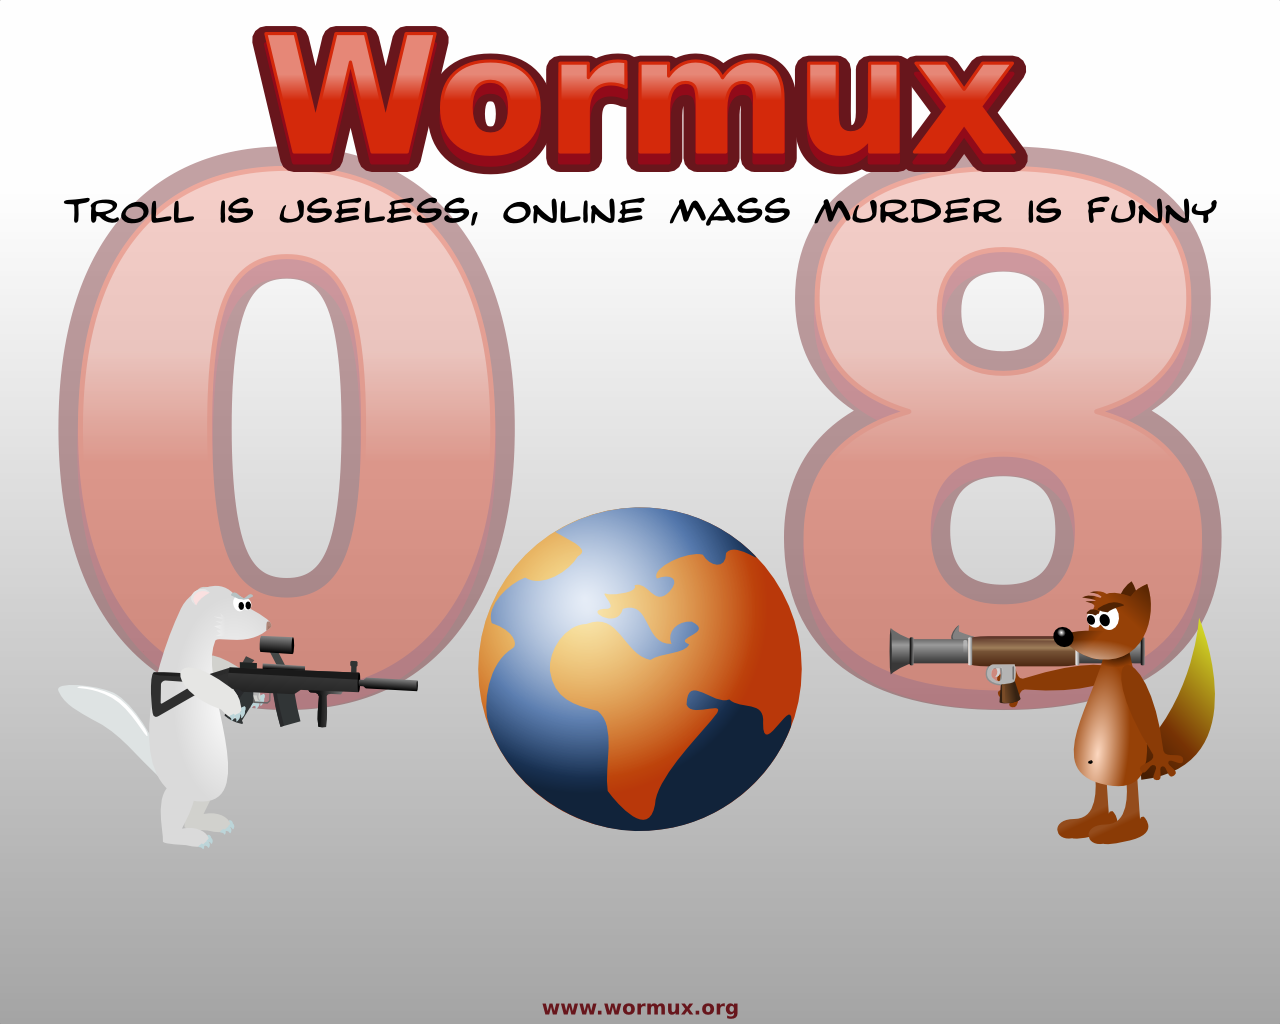 Wormux
TROLL IS USELESS, ONLINE MASS MURDER IS FUNNY
0.8
www.wormux.org